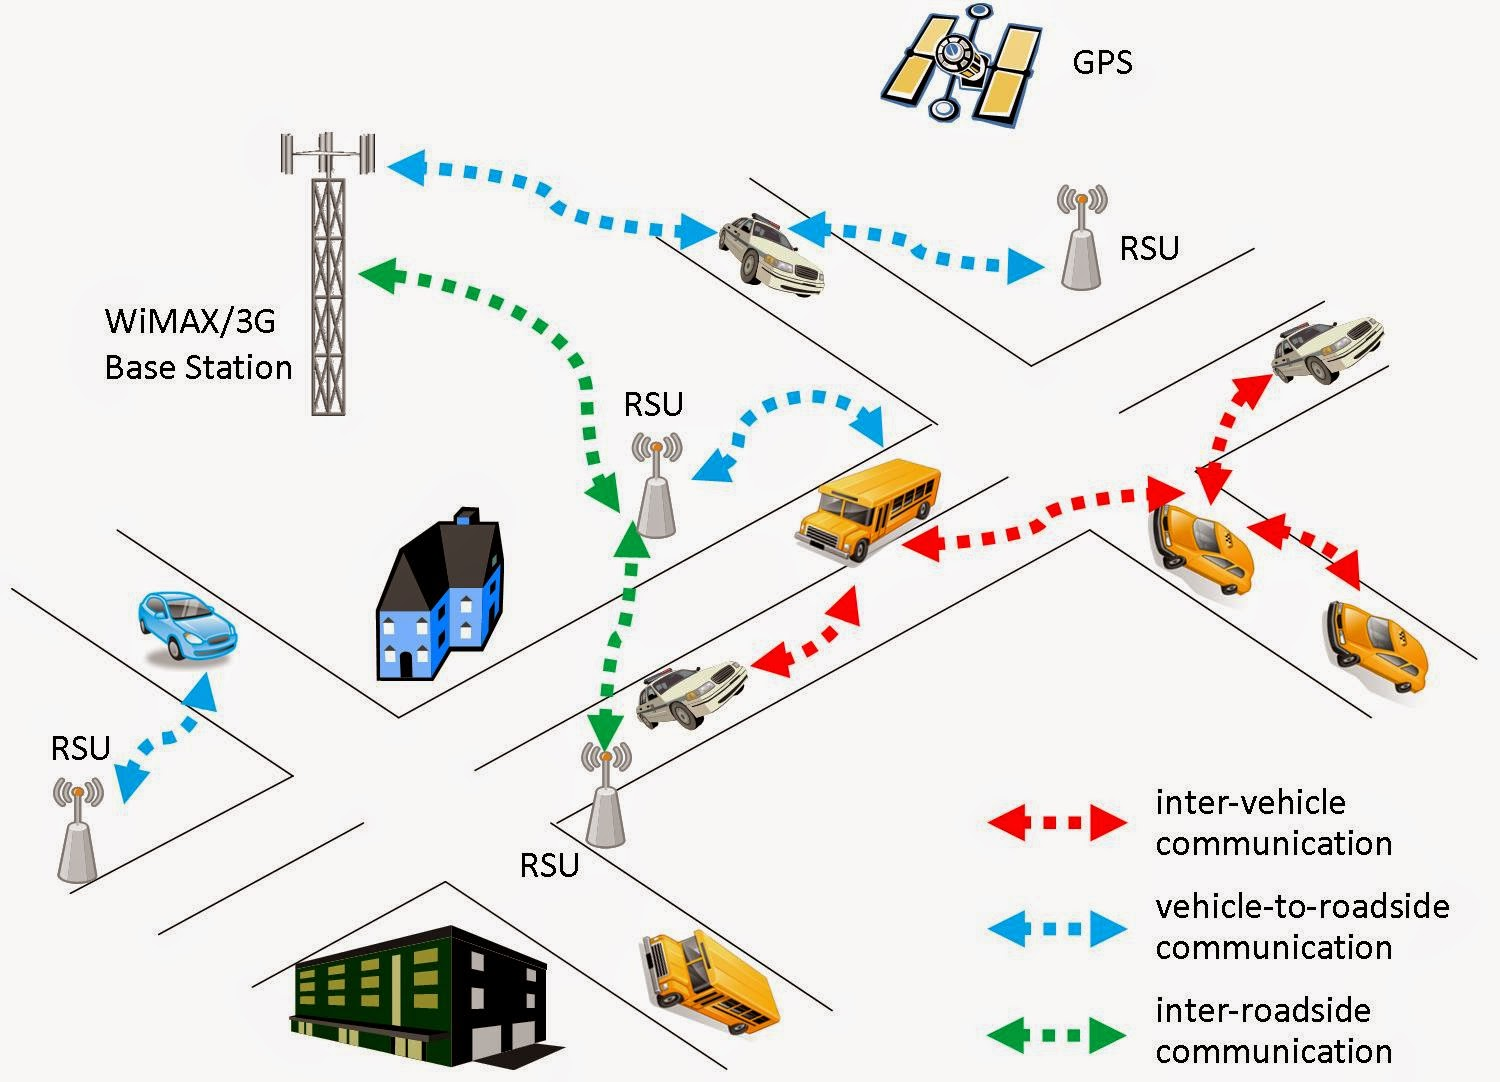 GPS
RSU
WiMAX/3G
Base Station
RSU
RSU
RSU
inter-vehicle
communication
vehicle-to-roadside
communication
inter-roadside
communication